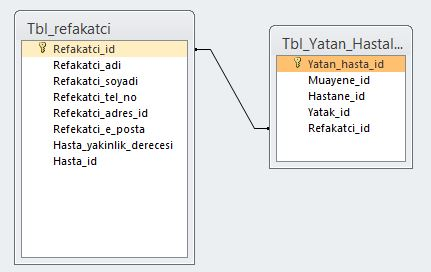 Tbl_refakatci
Refakatci_id
Refakatci_adi
Refakatci_soyadi
Refekatci_tel_no
Refekatci_adres_id
Refekatci_e_posta
Hasta_yakinlik_derecesi
Hasta_id
Tbl_Yatan_Hastal...
Yatan_hasta_id
Muayene_id
Hastane_id
Yatak_id
Refakatci_id